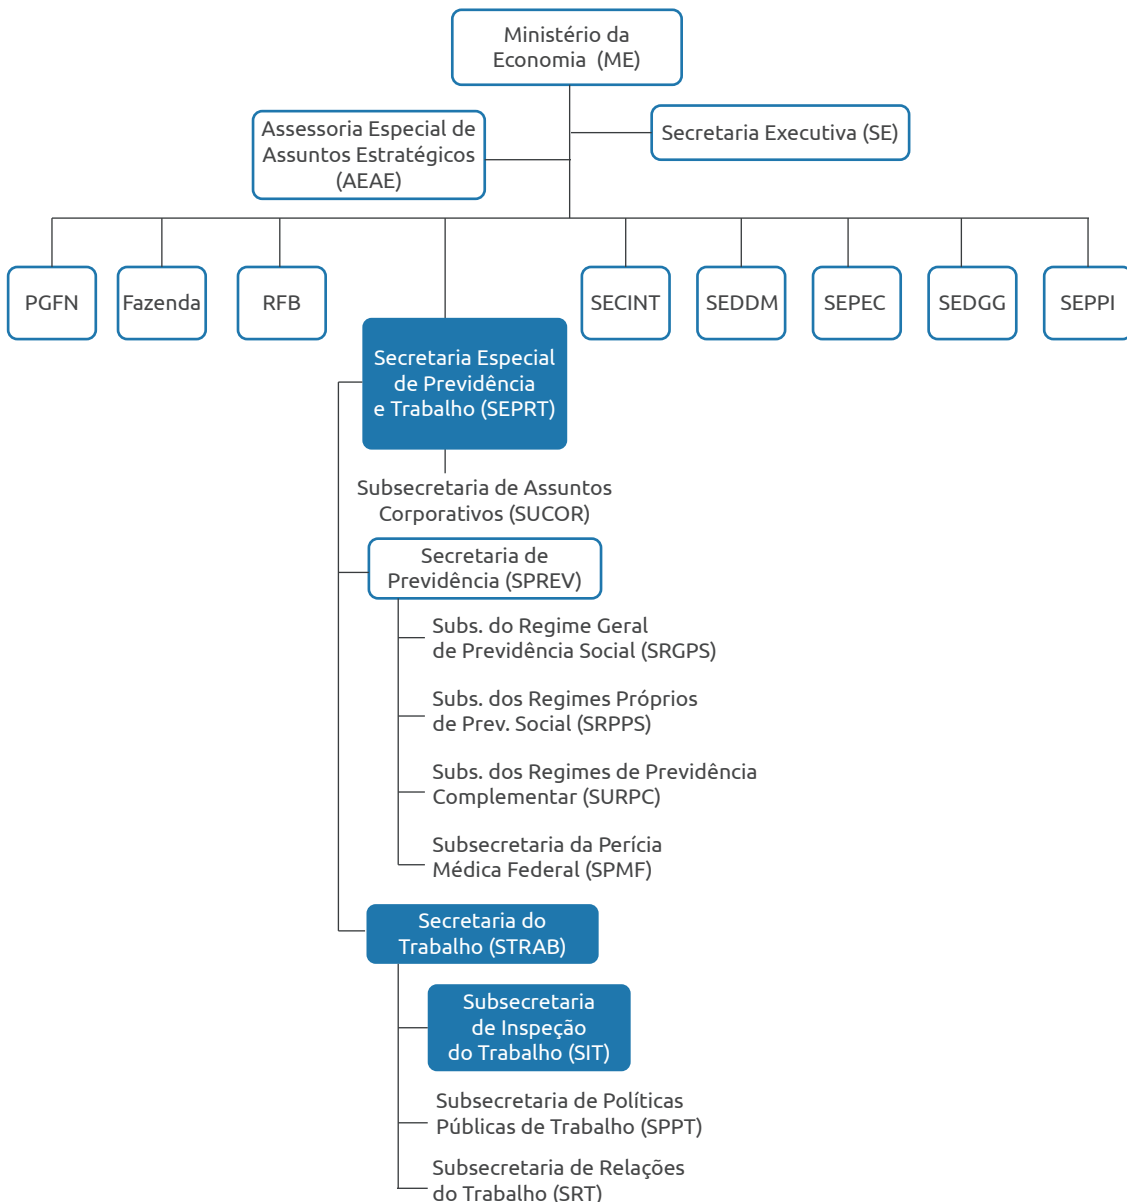 Ministério da
Economia (ME)
Assessoria Especial de
Assuntos Estratégicos
(AEAE)
Secretaria Executiva (SE)
PGFN
Fazenda
RFB
SECINT
SEDDM
SEPEC
SEDGG
SEPPI
Secretaria Especial
de Previdência
e Trabalho (SEPRT)
Subsecretaria de Assuntos
Corporativos (SUCOR)
Secretaria de
Previdência (SPREV)
Subs. do Regime Geral
de Previdência Social (SRGPS)
Subs. dos Regimes Próprios
de Prev. Social (SRPPS)
Subs. dos Regimes de Previdência
Complementar (SURPC)
Subsecretaria da Perícia
Médica Federal (SPMF)
Secretaria do
Trabalho (STRAB)
Subsecretaria
de Inspeção
do Trabalho (SIT)
Subsecretaria de Políticas
Públicas de Trabalho (SPPT)
Subsecretaria de Relações
do Trabalho (SRT)